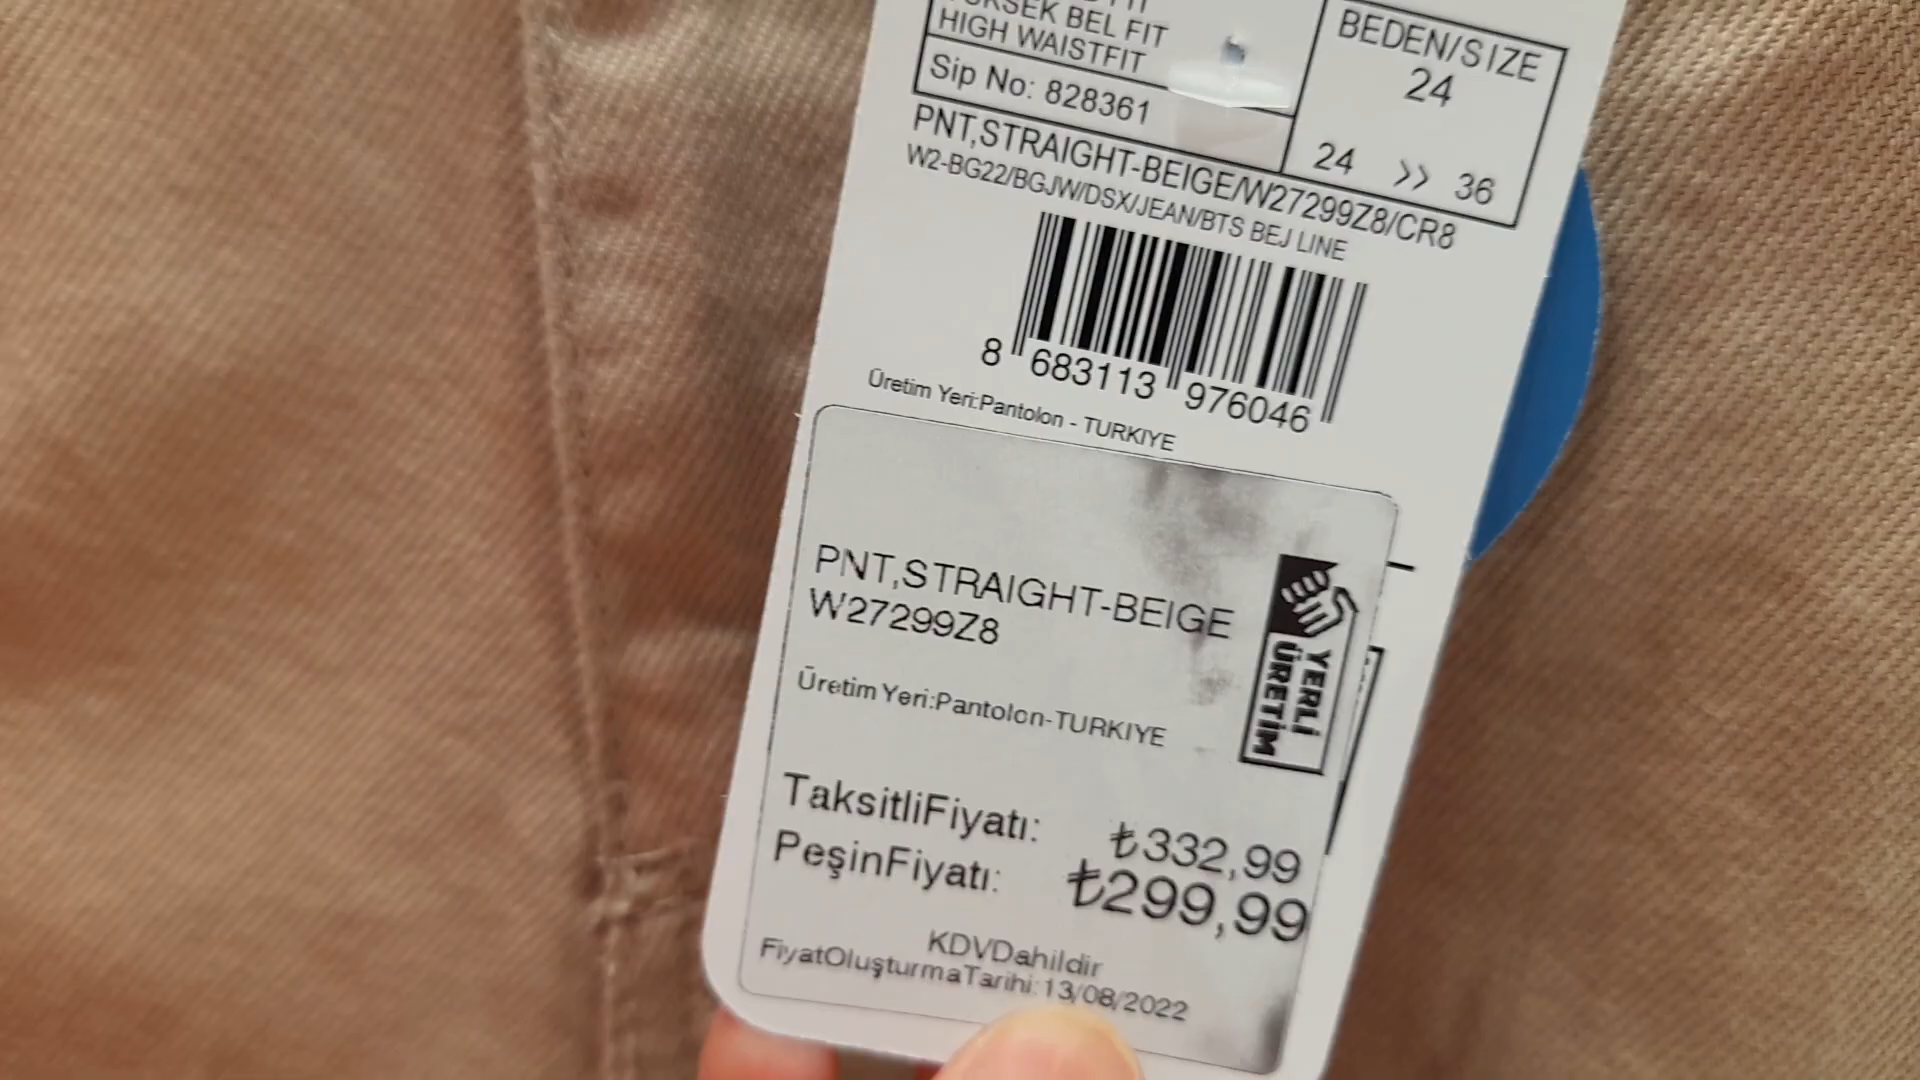 YÜKSEK BEL FIT
HIGH WAISTFIT
Sip No: 828361
BEDEN/SIZE
24
24 >> 36
PNT,STRAIGHT-BEIGE/W27299Z8/CR8
W2-BG22/BGJW/DSX/JEAN/BTS BEJ LINE
8 683113 976046
Üretim Yeri:Pantolon - TURKIYE
PNT,STRAIGHT-BEIGE
W27299Z8
YERLİ
ÜRETİM
Üretim Yeri:Pantolon-TURKIYE
TaksitliFiyatı: ₺332,99
PeşinFiyatı: ₺299,99
KDVDahildir
FiyatOluşturmaTarihi:13/08/2022